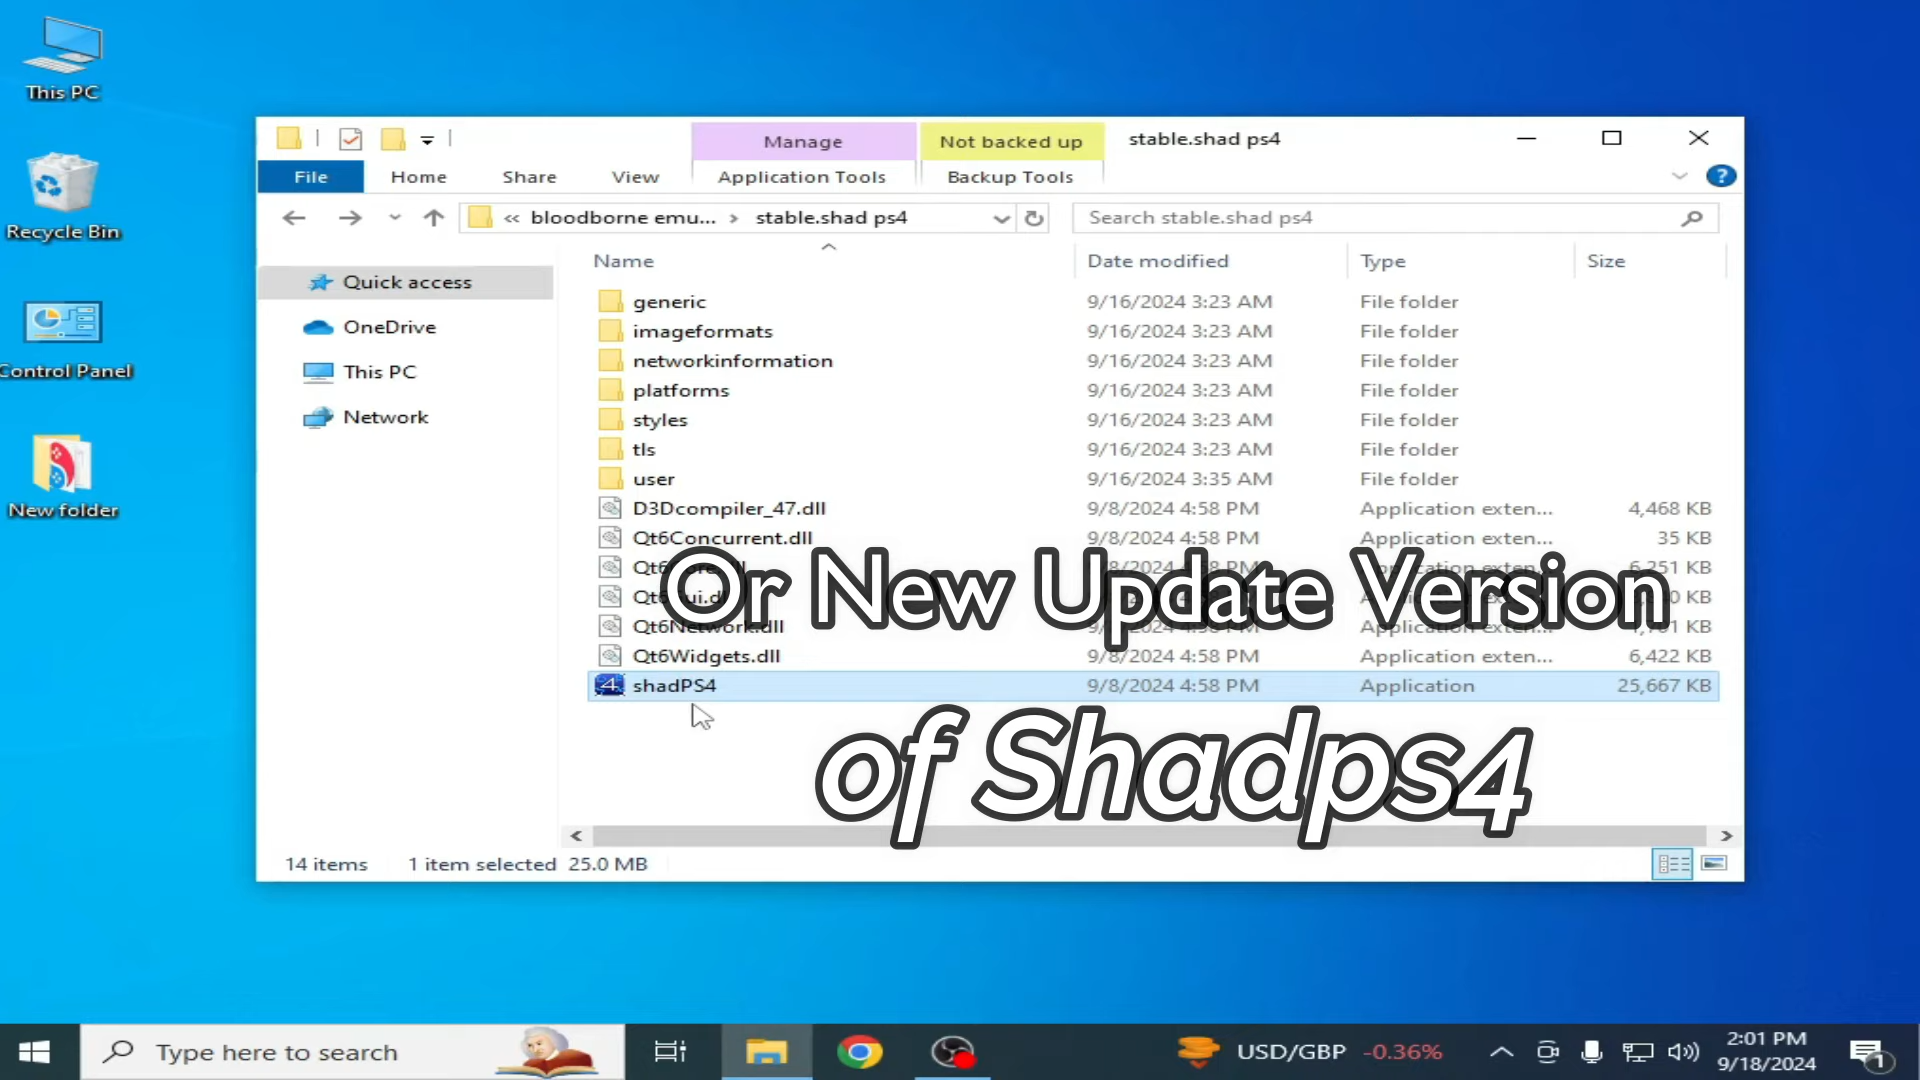 This PC
Recycle Bin
Control Panel
New folder
Manage
Not backed up
stable.shad ps4
File
Home
Share
View
Application Tools
Backup Tools
?
« bloodborne emu... › stable.shad ps4
Search stable.shad ps4
Quick access
OneDrive
This PC
Network
Name Date modified Type Size
generic 9/16/2024 3:23 AM File folder
imageformats 9/16/2024 3:23 AM File folder
networkinformation 9/16/2024 3:23 AM File folder
platforms 9/16/2024 3:23 AM File folder
styles 9/16/2024 3:23 AM File folder
tls 9/16/2024 3:23 AM File folder
user 9/16/2024 3:35 AM File folder
D3Dcompiler_47.dll 9/8/2024 4:58 PM Application exten... 4,468 KB
Qt6Concurrent.dll 9/8/2024 4:58 PM Application exten... 35 KB
6,251 KB
KB
Qt6Network.dll KB
Qt6Widgets.dll 9/8/2024 4:58 PM Application exten... 6,422 KB
shadPS4 9/8/2024 4:58 PM Application 25,667 KB
Or New Update Version
of Shadps4
14 items 1 item selected 25.0 MB
Type here to search
USD/GBP -0.36%
2:01 PM
9/18/2024
1